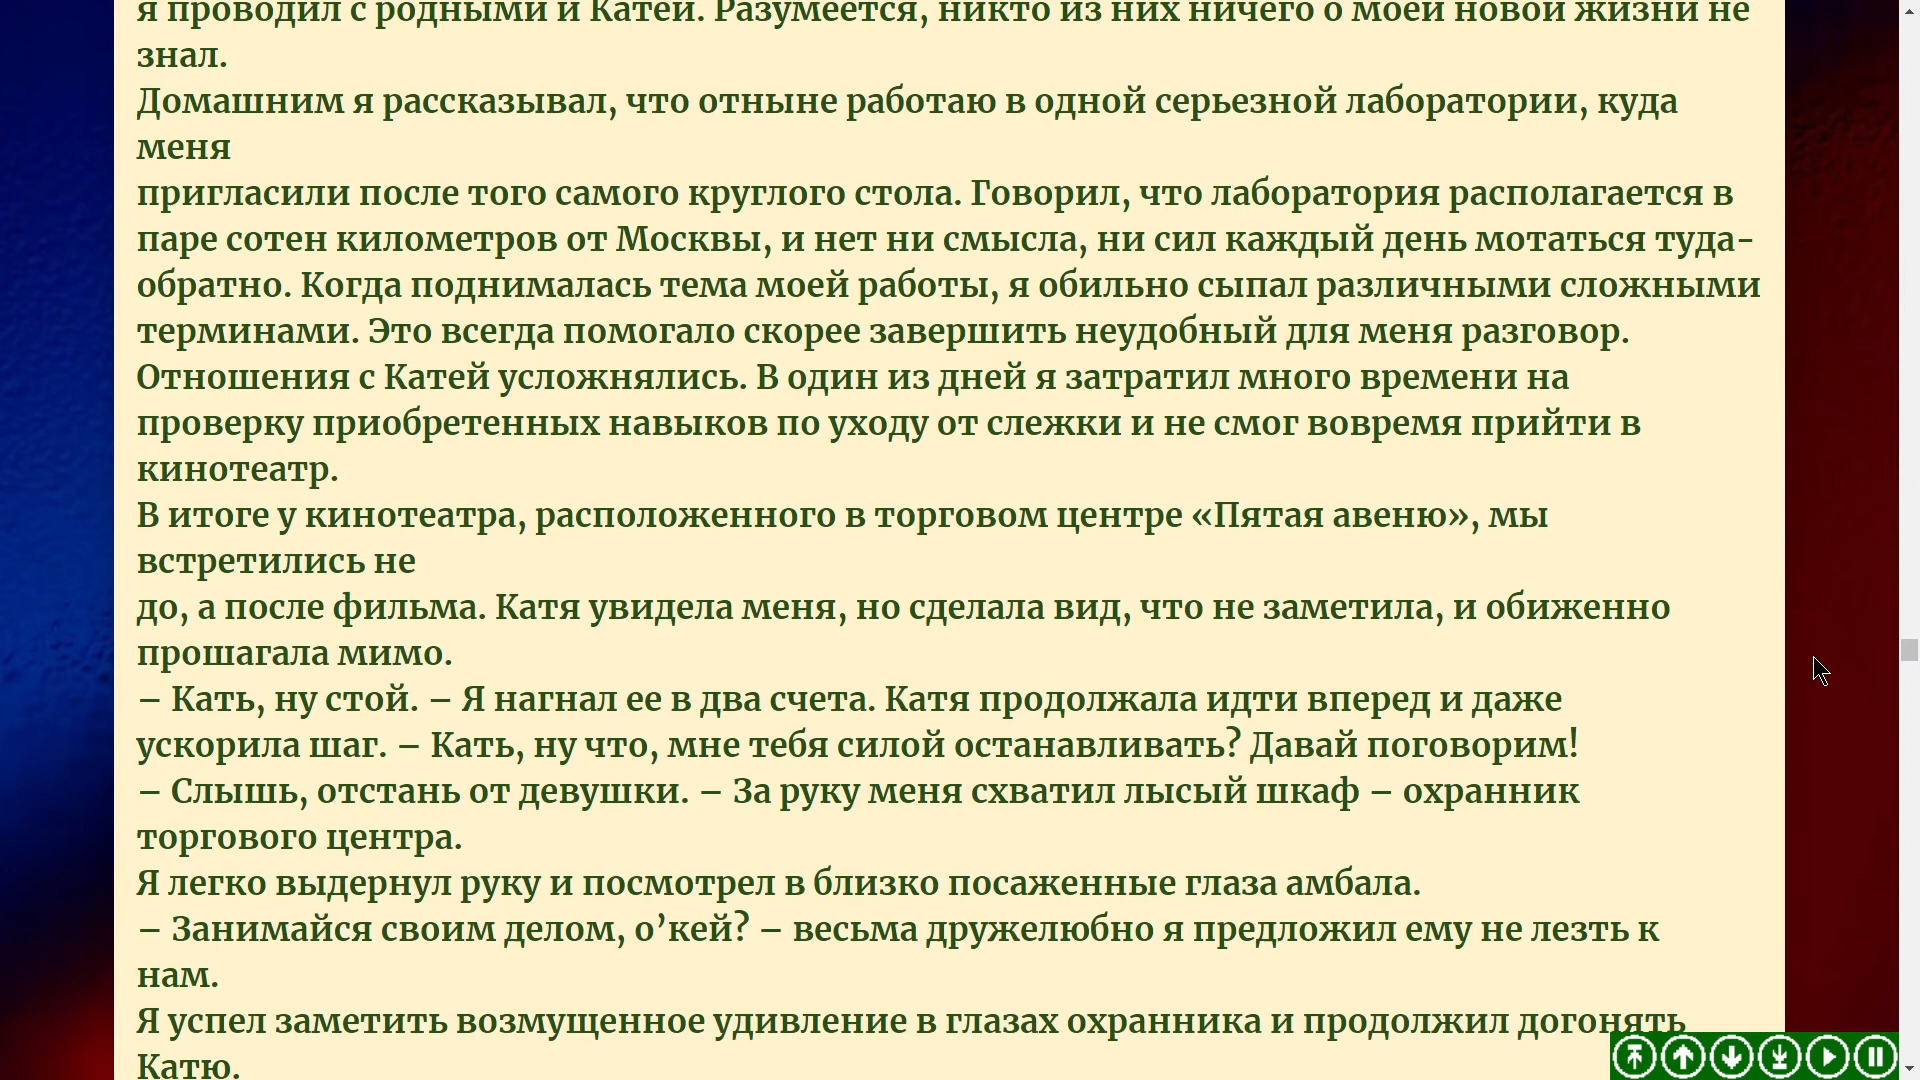 я проводил с родными и Катей. Разумеется, никто из них ничего о моей новой жизни не
знал.
Домашним я рассказывал, что отныне работаю в одной серьезной лаборатории, куда
меня
пригласили после того самого круглого стола. Говорил, что лаборатория располагается в
паре сотен километров от Москвы, и нет ни смысла, ни сил каждый день мотаться туда-
обратно. Когда поднималась тема моей работы, я обильно сыпал различными сложными
терминами. Это всегда помогало скорее завершить неудобный для меня разговор.
Отношения с Катей усложнялись. В один из дней я затратил много времени на
проверку приобретенных навыков по уходу от слежки и не смог вовремя прийти в
кинотеатр.
В итоге у кинотеатра, расположенного в торговом центре «Пятая авеню», мы
встретились не
до, а после фильма. Катя увидела меня, но сделала вид, что не заметила, и обиженно
прошагала мимо.
– Кать, ну стой. – Я нагнал ее в два счета. Катя продолжала идти вперед и даже
ускорила шаг. – Кать, ну что, мне тебя силой останавливать? Давай поговорим!
– Слышь, отстань от девушки. – За руку меня схватил лысый шкаф – охранник
торгового центра.
Я легко выдернул руку и посмотрел в близко посаженные глаза амбала.
– Занимайся своим делом, о’кей? – весьма дружелюбно я предложил ему не лезть к
нам.
Я успел заметить возмущенное удивление в глазах охранника и продолжил догонять
Катю.